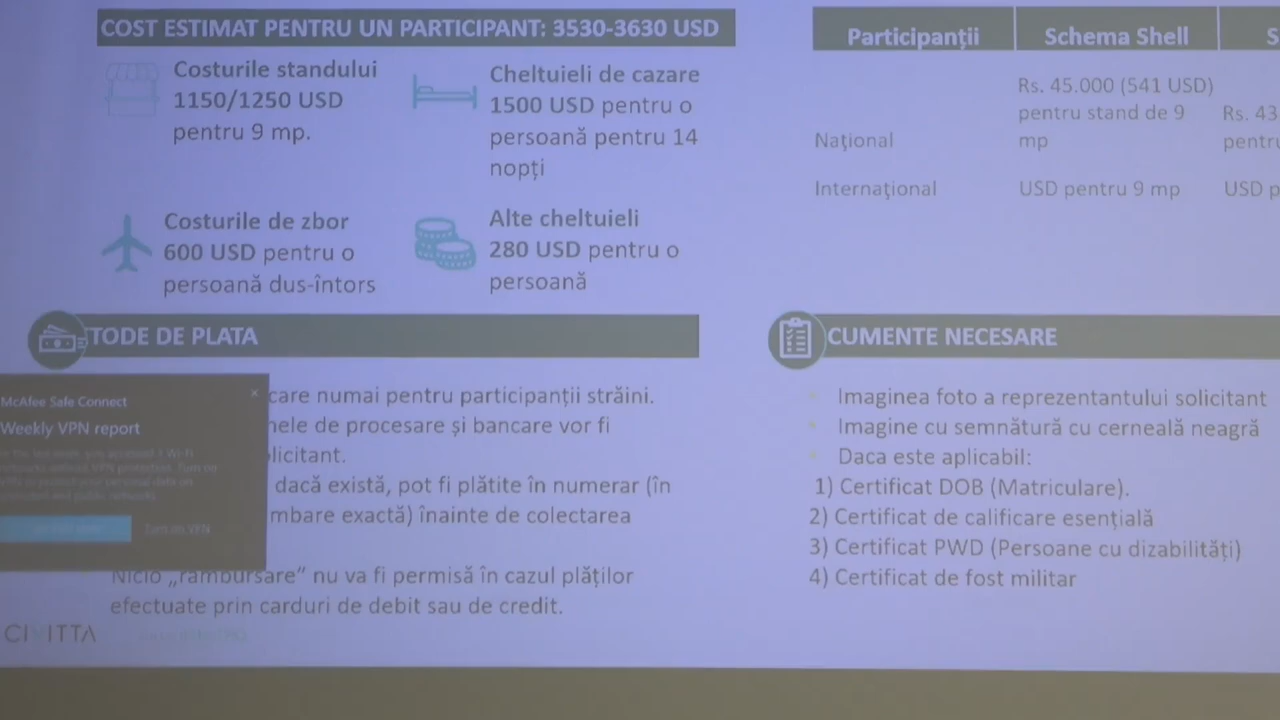 COST ESTIMAT PENTRU UN PARTICIPANT: 3530-3630 USD
Costurile standului
1150/1250 USD
pentru 9 mp.
Cheltuieli de cazare
1500 USD pentru o
persoană pentru 14
nopți
Costurile de zbor
600 USD pentru o
persoană dus-întors
Alte cheltuieli
280 USD pentru o
persoană
Participanţii Schema Shell S
Naţional
Rs. 45.000 (541 USD)
pentru stand de 9
mp
Rs. 43
pentru
Internaţional USD pentru 9 mp USD p
TODE DE PLATA
care numai pentru participanții străini.
nele de procesare și bancare vor fi
licitant.
dacă există, pot fi plătite în numerar (în
mbare exactă) înainte de colectarea
Nicio „rambursare” nu va fi permisă în cazul plăților
efectuate prin carduri de debit sau de credit.
McAfee Safe Connect
Weekly VPN report
Turn on VPN
CUMENTE NECESARE
Imaginea foto a reprezentantului solicitant
Imagine cu semnătură cu cerneală neagră
Daca este aplicabil:
1) Certificat DOB (Matriculare).
2) Certificat de calificare esențială
3) Certificat PWD (Persoane cu dizabilități)
4) Certificat de fost militar
CIVITTA